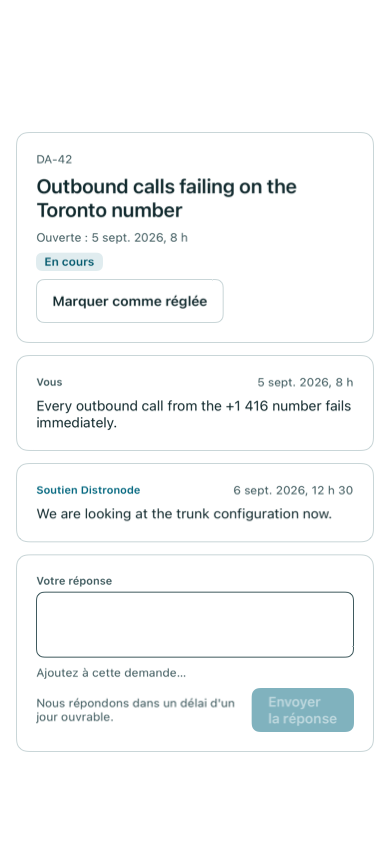 DA-42
Outbound calls failing on the
Toronto number
Ouverte : 5 sept. 2026, 8 h
En cours
Marquer comme réglée
Vous
5 sept. 2026, 8 h
Every outbound call from the +1 416 number fails
immediately.
Soutien Distronode
6 sept. 2026, 12 h 30
We are looking at the trunk configuration now.
Votre réponse
Ajoutez à cette demande…
Nous répondons dans un délai d'un
jour ouvrable.
Envoyer
la réponse